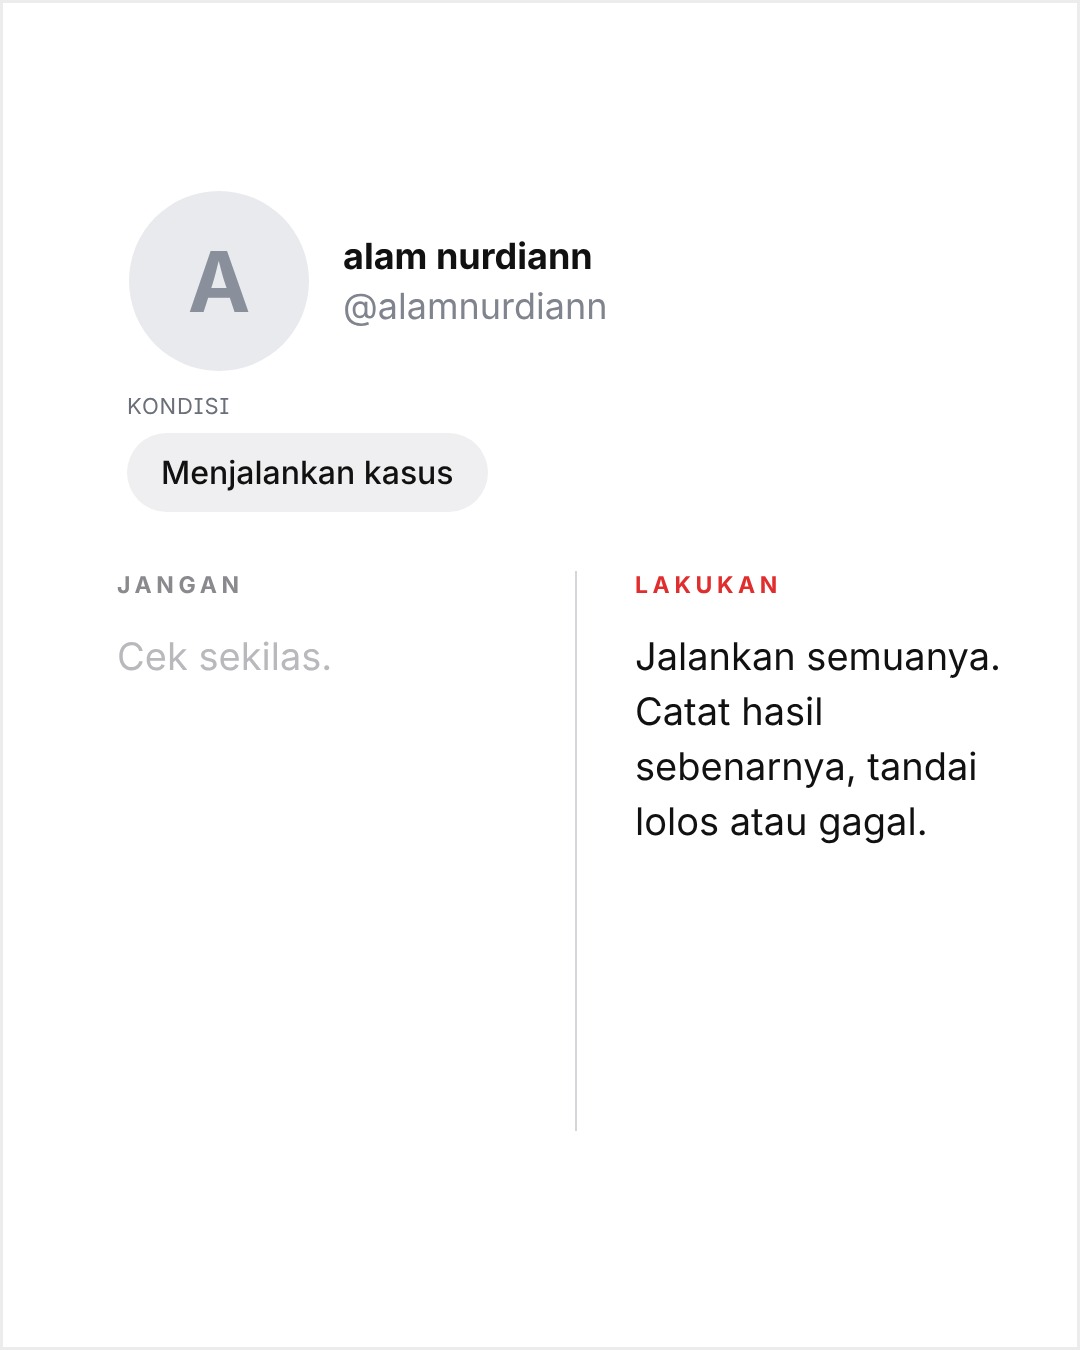 A
alam nurdiann
@alamnurdiann
KONDISI
Menjalankan kasus
JANGAN
Cek sekilas.
LAKUKAN
Jalankan semuanya.
Catat hasil
sebenarnya, tandai
lolos atau gagal.